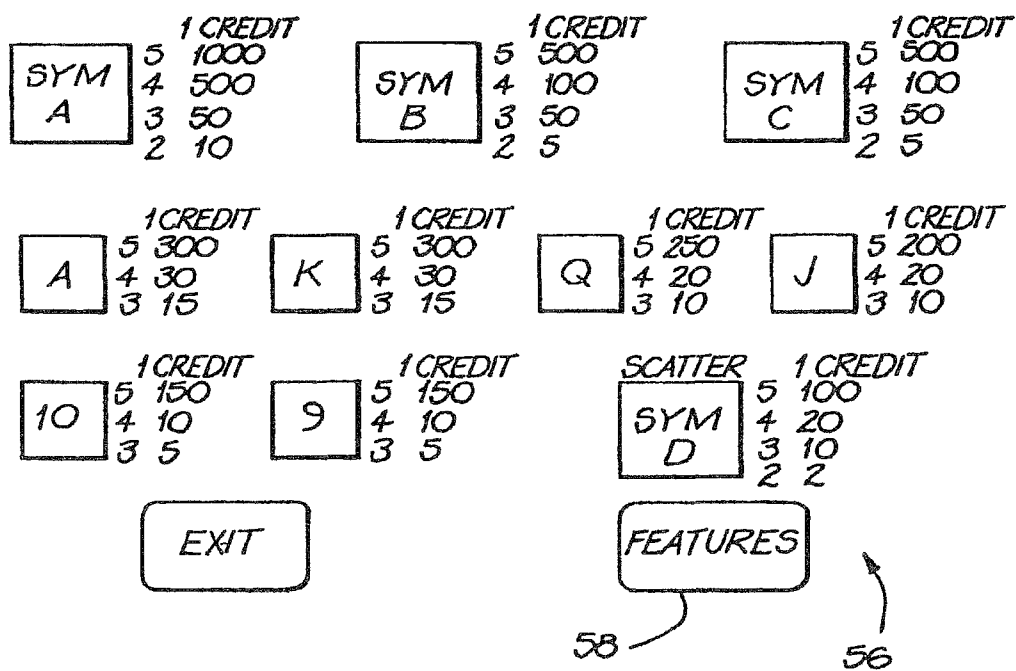 1 CREDIT
SYM A
5 1000
4 500
3 50
2 10
1 CREDIT
SYM B
5 500
4 100
3 50
2 5
1 CREDIT
SYM C
5 500
4 100
3 50
2 5
1 CREDIT
A
5 300
4 30
3 15
1 CREDIT
K
5 300
4 30
3 15
1 CREDIT
Q
5 250
4 20
3 10
1 CREDIT
J
5 200
4 20
3 10
1 CREDIT
10
5 150
4 10
3 5
1 CREDIT
9
5 150
4 10
3 5
SCATTER 1 CREDIT
SYM D
5 100
4 20
3 10
2 2
EXIT
FEATURES
58
56